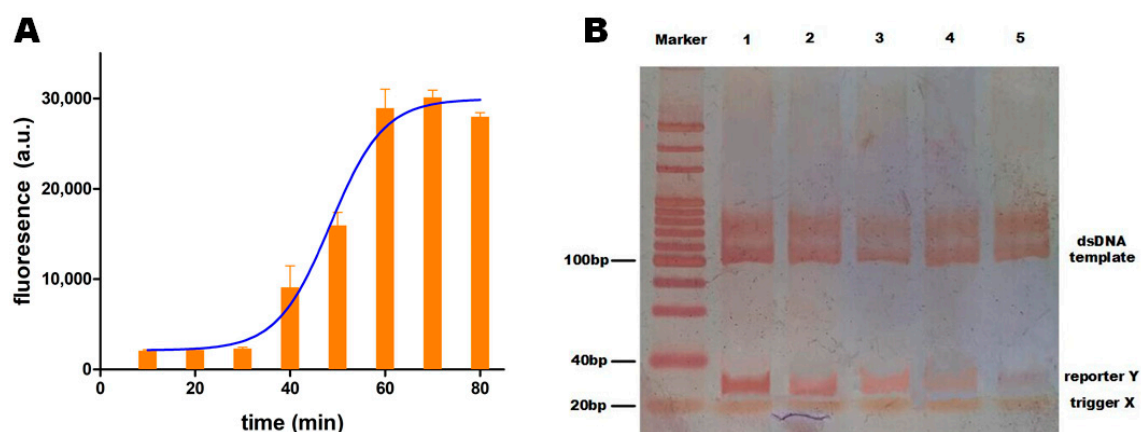 A
fluoresence (a.u.)
30,000
20,000
10,000
0
0 20 40 60 80
time (min)
B
Marker 1 2 3 4 5
100bp
40bp
20bp
dsDNA
template
reporter Y
trigger X